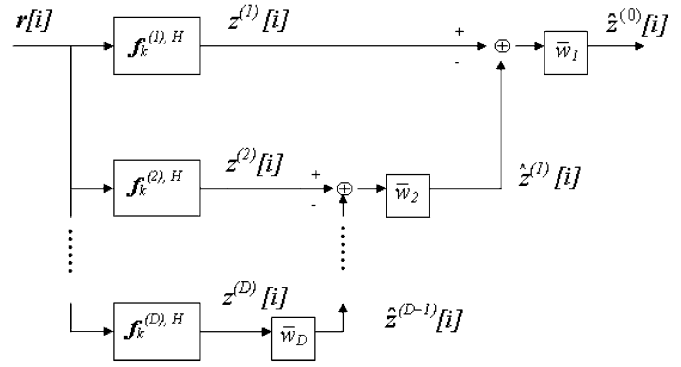 r[i]
f_k^{(1), H}
z^{(1)}[i]
+
-
⊕
w̅_1
ẑ^{(0)}[i]
f_k^{(2), H}
z^{(2)}[i]
+
-
⊕
w̅_2
ẑ^{(1)}[i]
f_k^{(D), H}
z^{(D)}[i]
w̅_D
ẑ^{(D-1)}[i]